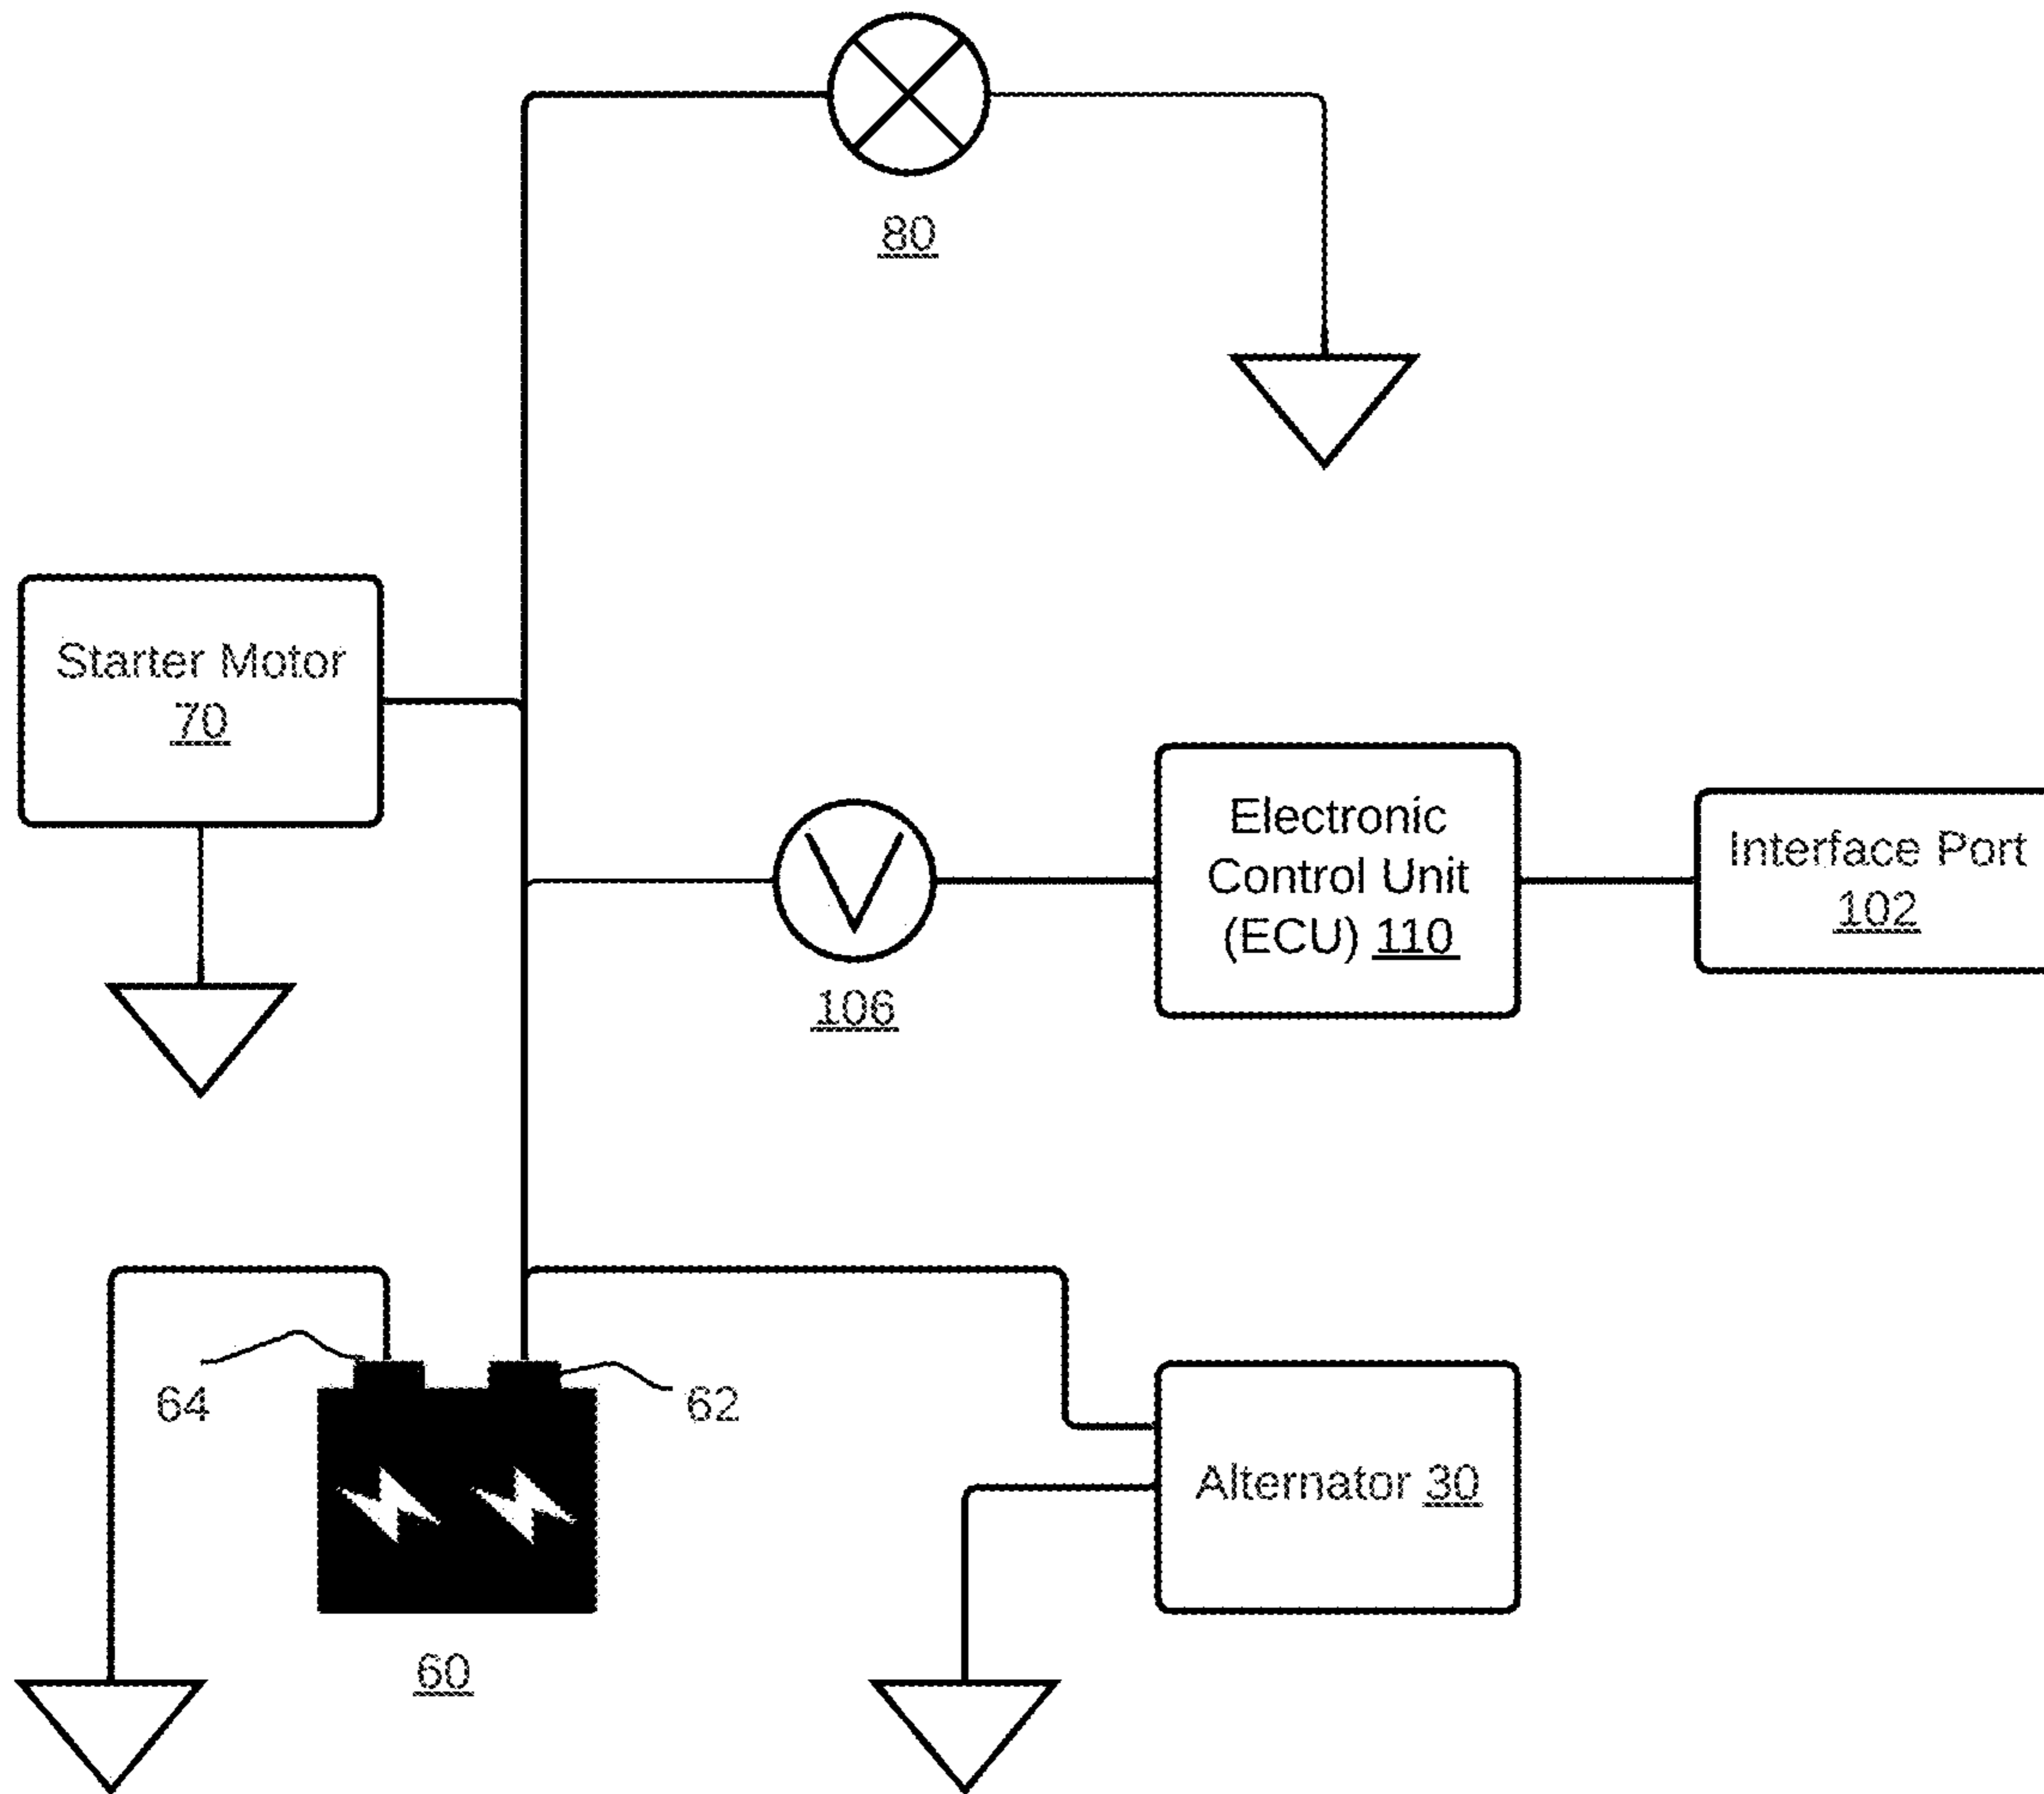 80
Starter Motor
70
Electronic
Control Unit
(ECU) 110
Interface Port
102
106
64
62
Alternator 30
60